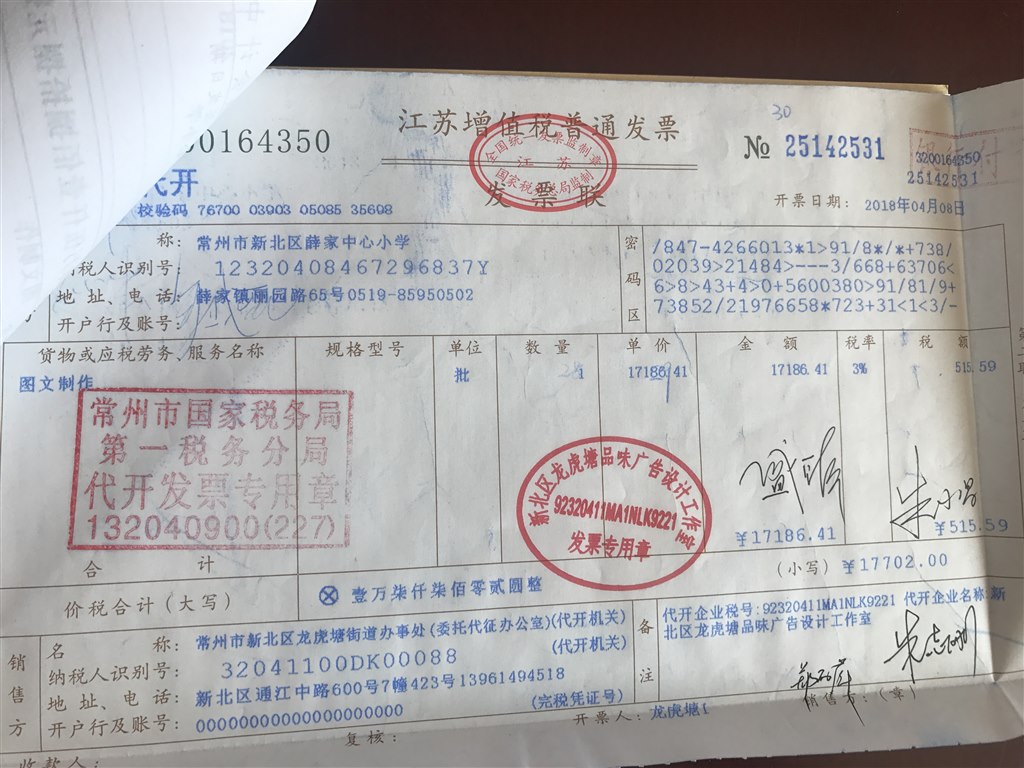 江苏增值税普通发票
发票联
全国统一发票监制章
江苏
国家税务总局监制
0164350
№ 25142531
30
3200164350
25142531
代开
校验码 76700 03903 05085 35698
开票日期: 2018年04月08日
称: 常州市新北区薛家中心小学
纳税人识别号: 12320408467296837Y
地址、电话: 薛家镇丽园路65号0519-85950502
开户行及账号:
密码区
/847-4266013*1>91/8*/*+738/
02039>21484>---3/668+63706<
6>8>43+4>0+5600380>91/81/9+
73852/21976658*723+31<1<3/-
货物或应税劳务、服务名称 规格型号 单位 数量 单价 金额 税率 税额
图文制作 批 1 17186.41 17186.41 3% 515.59
常州市国家税务局
第一税务分局
代开发票专用章
132040900(227)
新北区龙虎塘品味广告设计工作室
92320411MA1NLK9221
发票专用章
合计 ¥17186.41 ¥515.59
价税合计(大写) ⊗ 壹万柒仟柒佰零贰圆整 (小写) ¥17702.00
销售方
名称: 常州市新北区龙虎塘街道办事处(委托代征办公室)(代开机关)
纳税人识别号: 32041100DK00088 (代开机关)
地址、电话: 新北区通江中路600号7幢423号13961494518
开户行及账号: 0000000000000000000 (完税凭证号)
备注
代开企业税号:92320411MA1NLK9221 代开企业名称:新
北区龙虎塘品味广告设计工作室
收款人: 复核: 开票人: 龙虎塘1 销售方:(章)